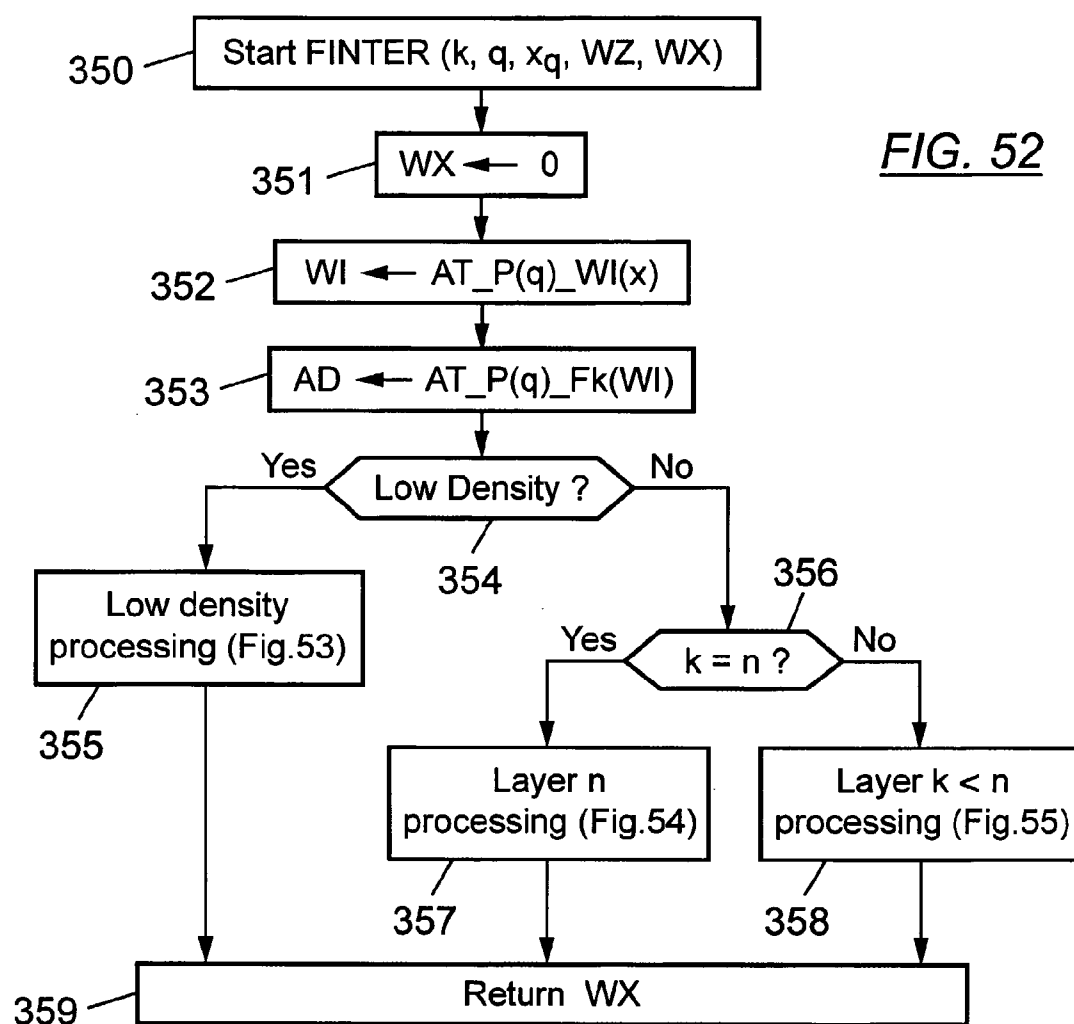 Start FINTER (k, q, xq, WZ, WX)
350
FIG. 52
WX ← 0
351
WI ← AT_P(q)_WI(x)
352
AD ← AT_P(q)_Fk(WI)
353
Yes
Low Density ?
No
354
356
Low density
processing (Fig.53)
355
Yes
k = n ?
No
Layer n
processing (Fig.54)
357
Layer k < n
processing (Fig.55)
358
Return WX
359